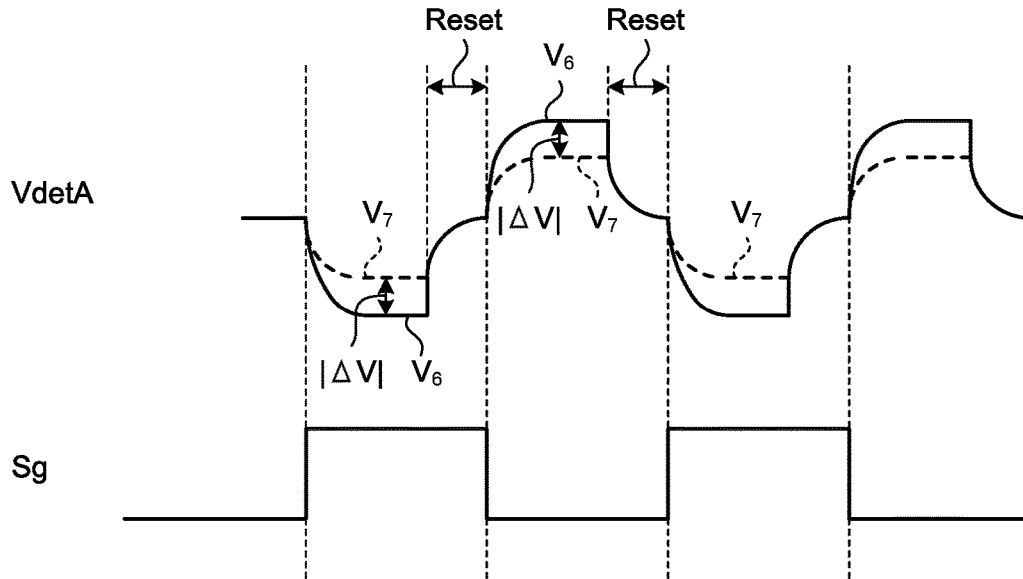 Reset
Reset
V₆
VdetA
V₇
|ΔV|
V₇
V₇
|ΔV|
V₆
Sg